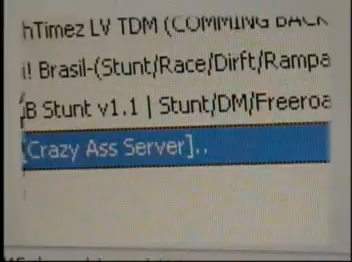 hTimez LV TDM (COMMING BACK
i! Brasil-(Stunt/Race/Dirft/Rampa
B Stunt v1.1 | Stunt/DM/Freeroa
[Crazy Ass Server]..